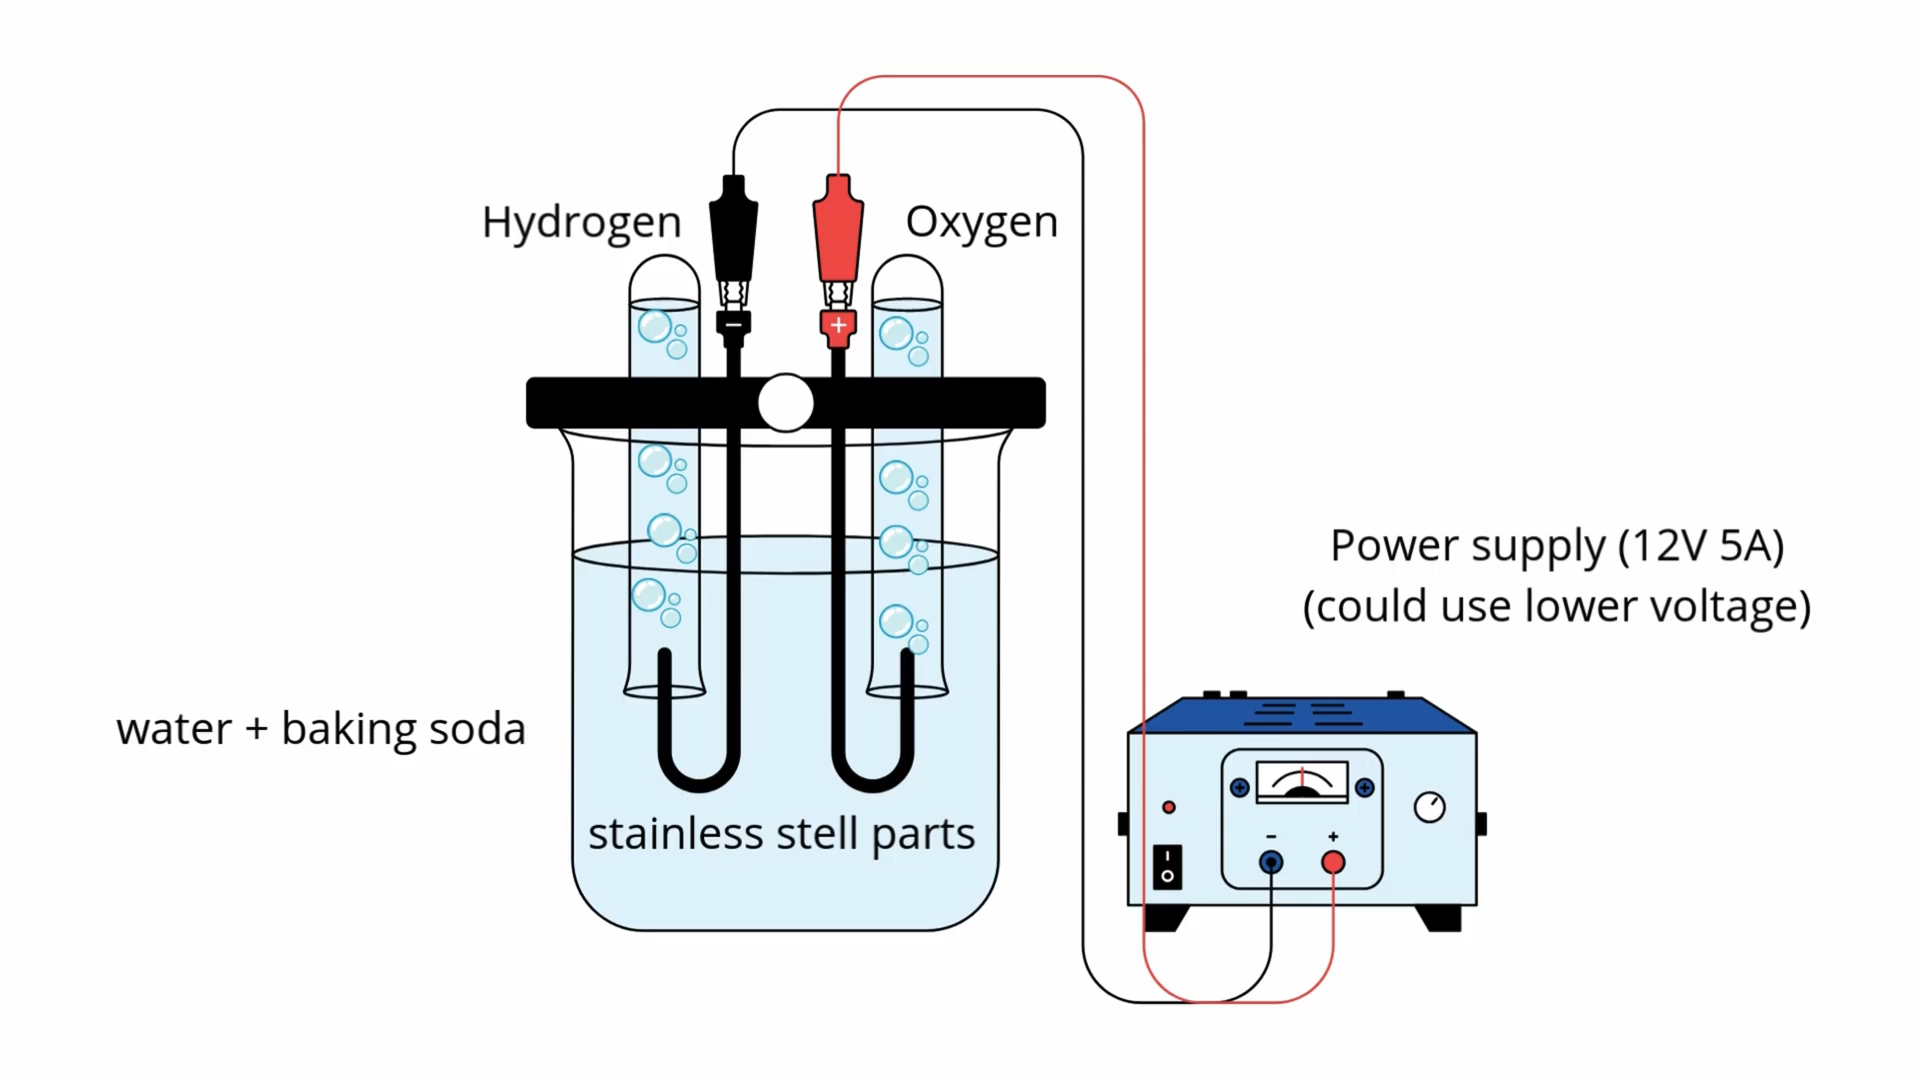 Hydrogen
Oxygen
− +
Power supply (12V 5A)
(could use lower voltage)
water + baking soda
stainless stell parts
− +